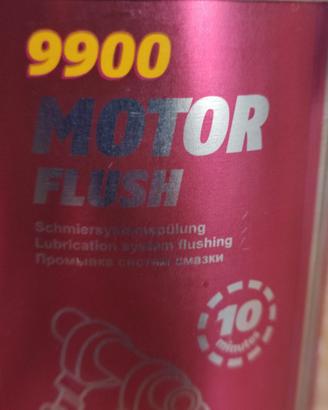 9900
MOTOR
FLUSH
Schmiersystemspülung
Lubrication system flushing
Промывка систем смазки
10
minutes